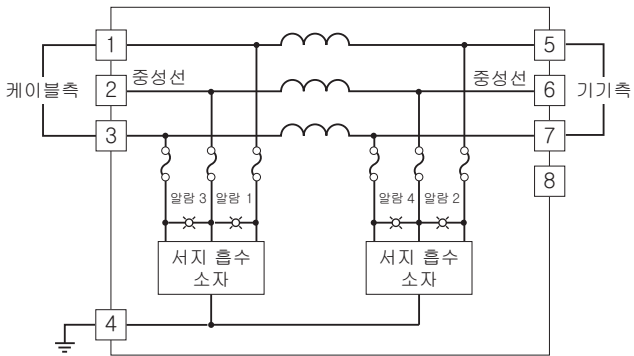 1
5
중성선
중성선
2
6
케이블측
기기측
3
7
8
알람 3
알람 1
알람 4
알람 2
서지 흡수
소자
서지 흡수
소자
4